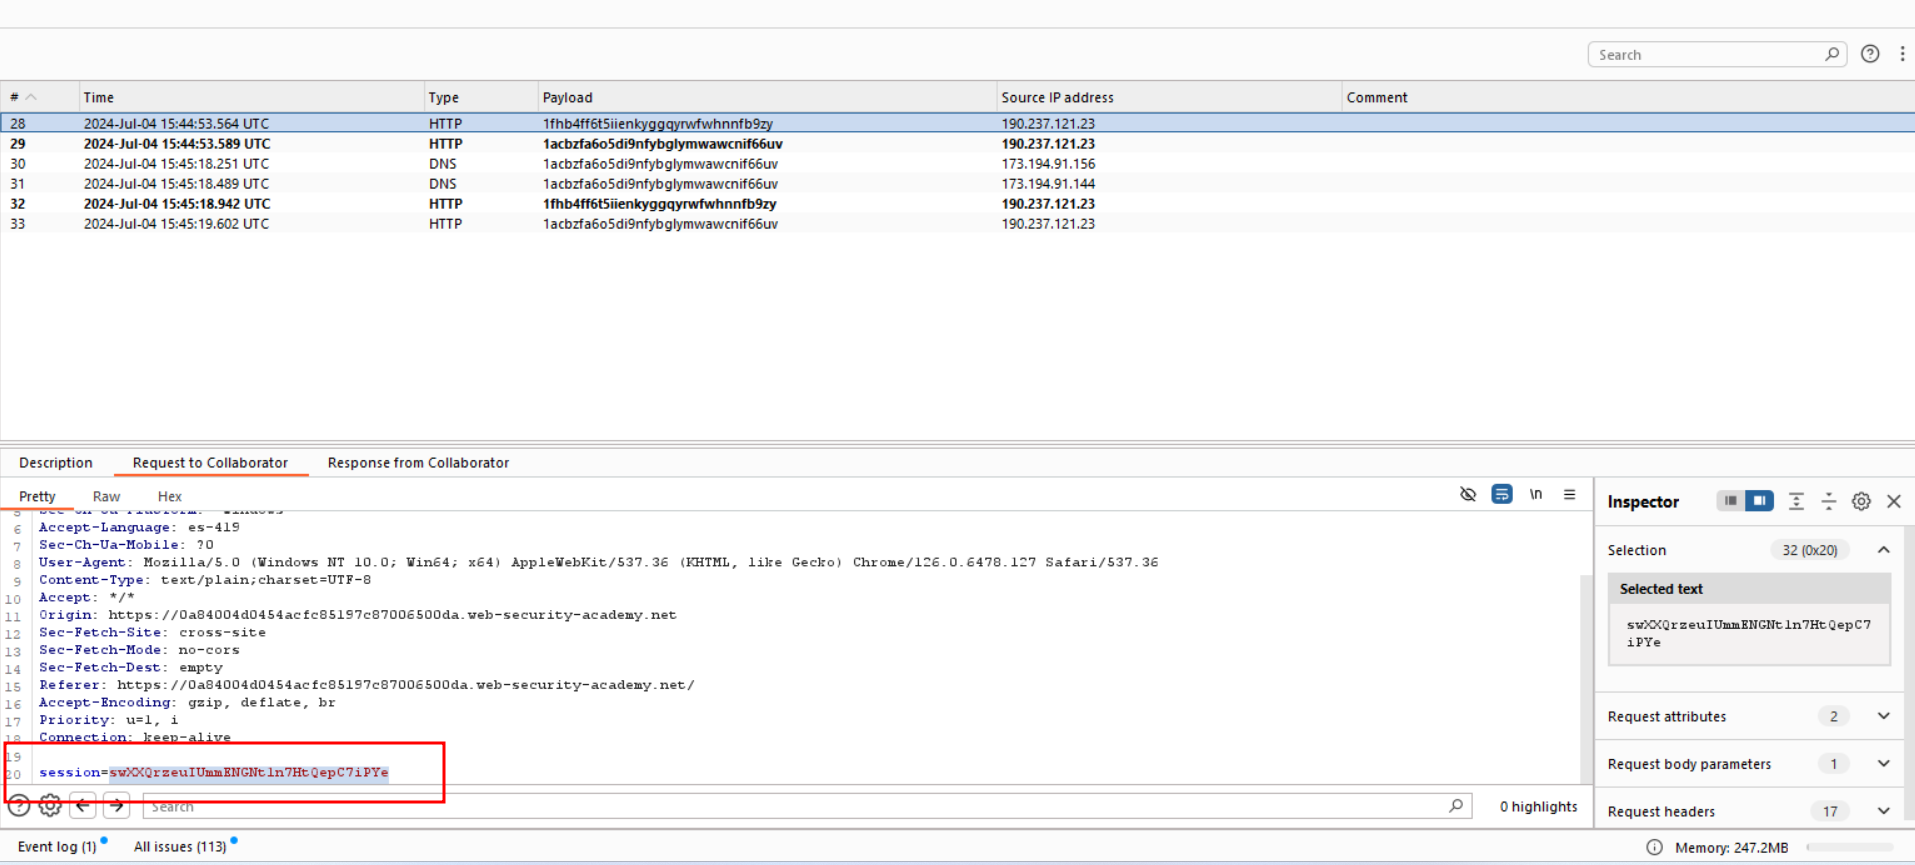 Search
# Time Type Payload Source IP address Comment
28 2024-Jul-04 15:44:53.564 UTC HTTP 1fhb4ff6t5iienkyggqyrwfwhnnfb9zy 190.237.121.23
29 2024-Jul-04 15:44:53.589 UTC HTTP 1acbzfa6o5di9nfybglymwawcnif66uv 190.237.121.23
30 2024-Jul-04 15:45:18.251 UTC DNS 1acbzfa6o5di9nfybglymwawcnif66uv 173.194.91.156
31 2024-Jul-04 15:45:18.489 UTC DNS 1acbzfa6o5di9nfybglymwawcnif66uv 173.194.91.144
32 2024-Jul-04 15:45:18.942 UTC HTTP 1fhb4ff6t5iienkyggqyrwfwhnnfb9zy 190.237.121.23
33 2024-Jul-04 15:45:19.602 UTC HTTP 1acbzfa6o5di9nfybglymwawcnif66uv 190.237.121.23
Description Request to Collaborator Response from Collaborator
Pretty Raw Hex \n
5 Sec-Ch-Ua-Platform: "Windows"
6 Accept-Language: es-419
7 Sec-Ch-Ua-Mobile: ?0
8 User-Agent: Mozilla/5.0 (Windows NT 10.0; Win64; x64) AppleWebKit/537.36 (KHTML, like Gecko) Chrome/126.0.6478.127 Safari/537.36
9 Content-Type: text/plain;charset=UTF-8
10 Accept: */*
11 Origin: https://0a84004d0454acfc85197c87006500da.web-security-academy.net
12 Sec-Fetch-Site: cross-site
13 Sec-Fetch-Mode: no-cors
14 Sec-Fetch-Dest: empty
15 Referer: https://0a84004d0454acfc85197c87006500da.web-security-academy.net/
16 Accept-Encoding: gzip, deflate, br
17 Priority: u=1, i
18 Connection: keep-alive
19
20 session=swXXQrzeuIUmmENGNtln7HtQepC7iPYe
Search 0 highlights
Inspector
Selection 32 (0x20)
Selected text
swXXQrzeuIUmmENGNtln7HtQepC7
iPYe
Request attributes 2
Request body parameters 1
Request headers 17
Event log (1) All issues (113) Memory: 247.2MB